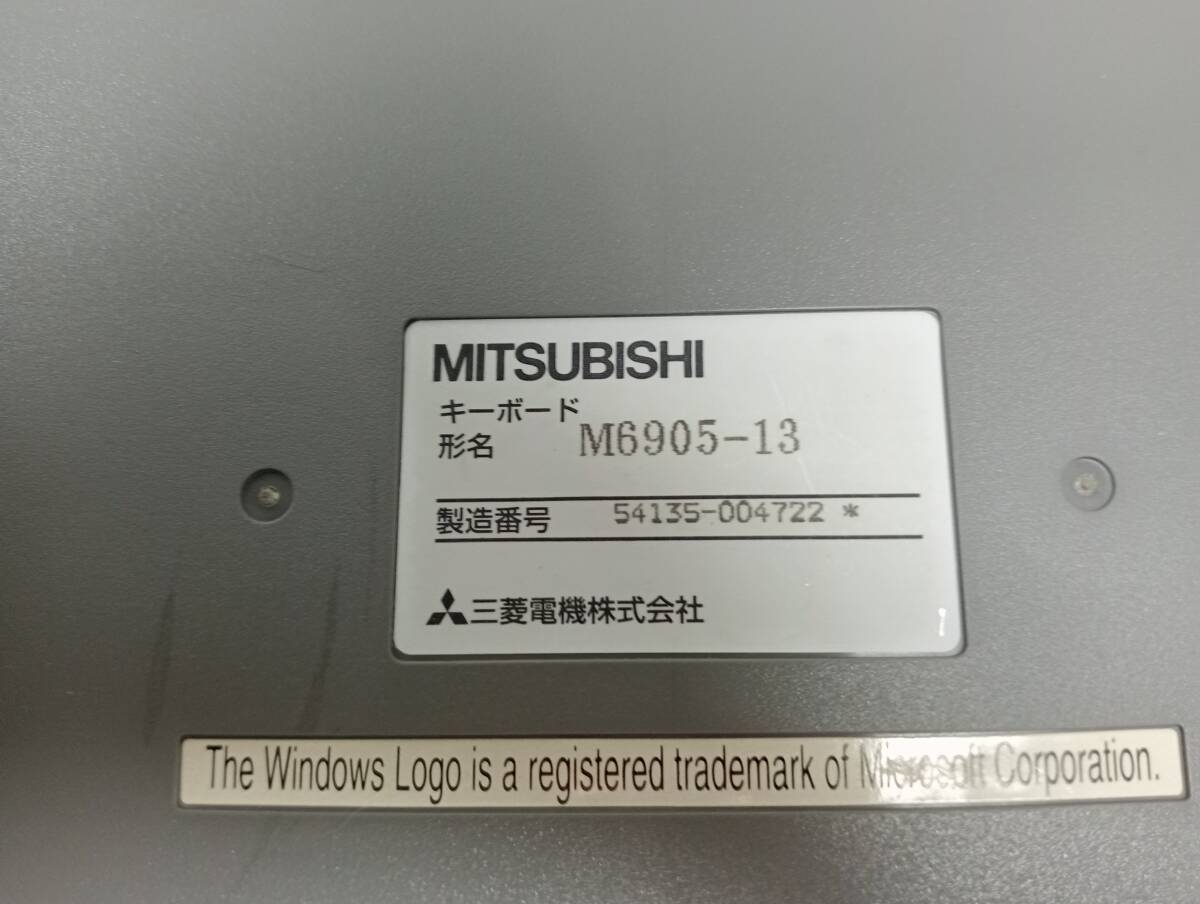 MITSUBISHI
キーボード
形名 M6905-13
製造番号 54135-004722 *
三菱電機株式会社
The Windows Logo is a registered trademark of Microsoft Corporation.